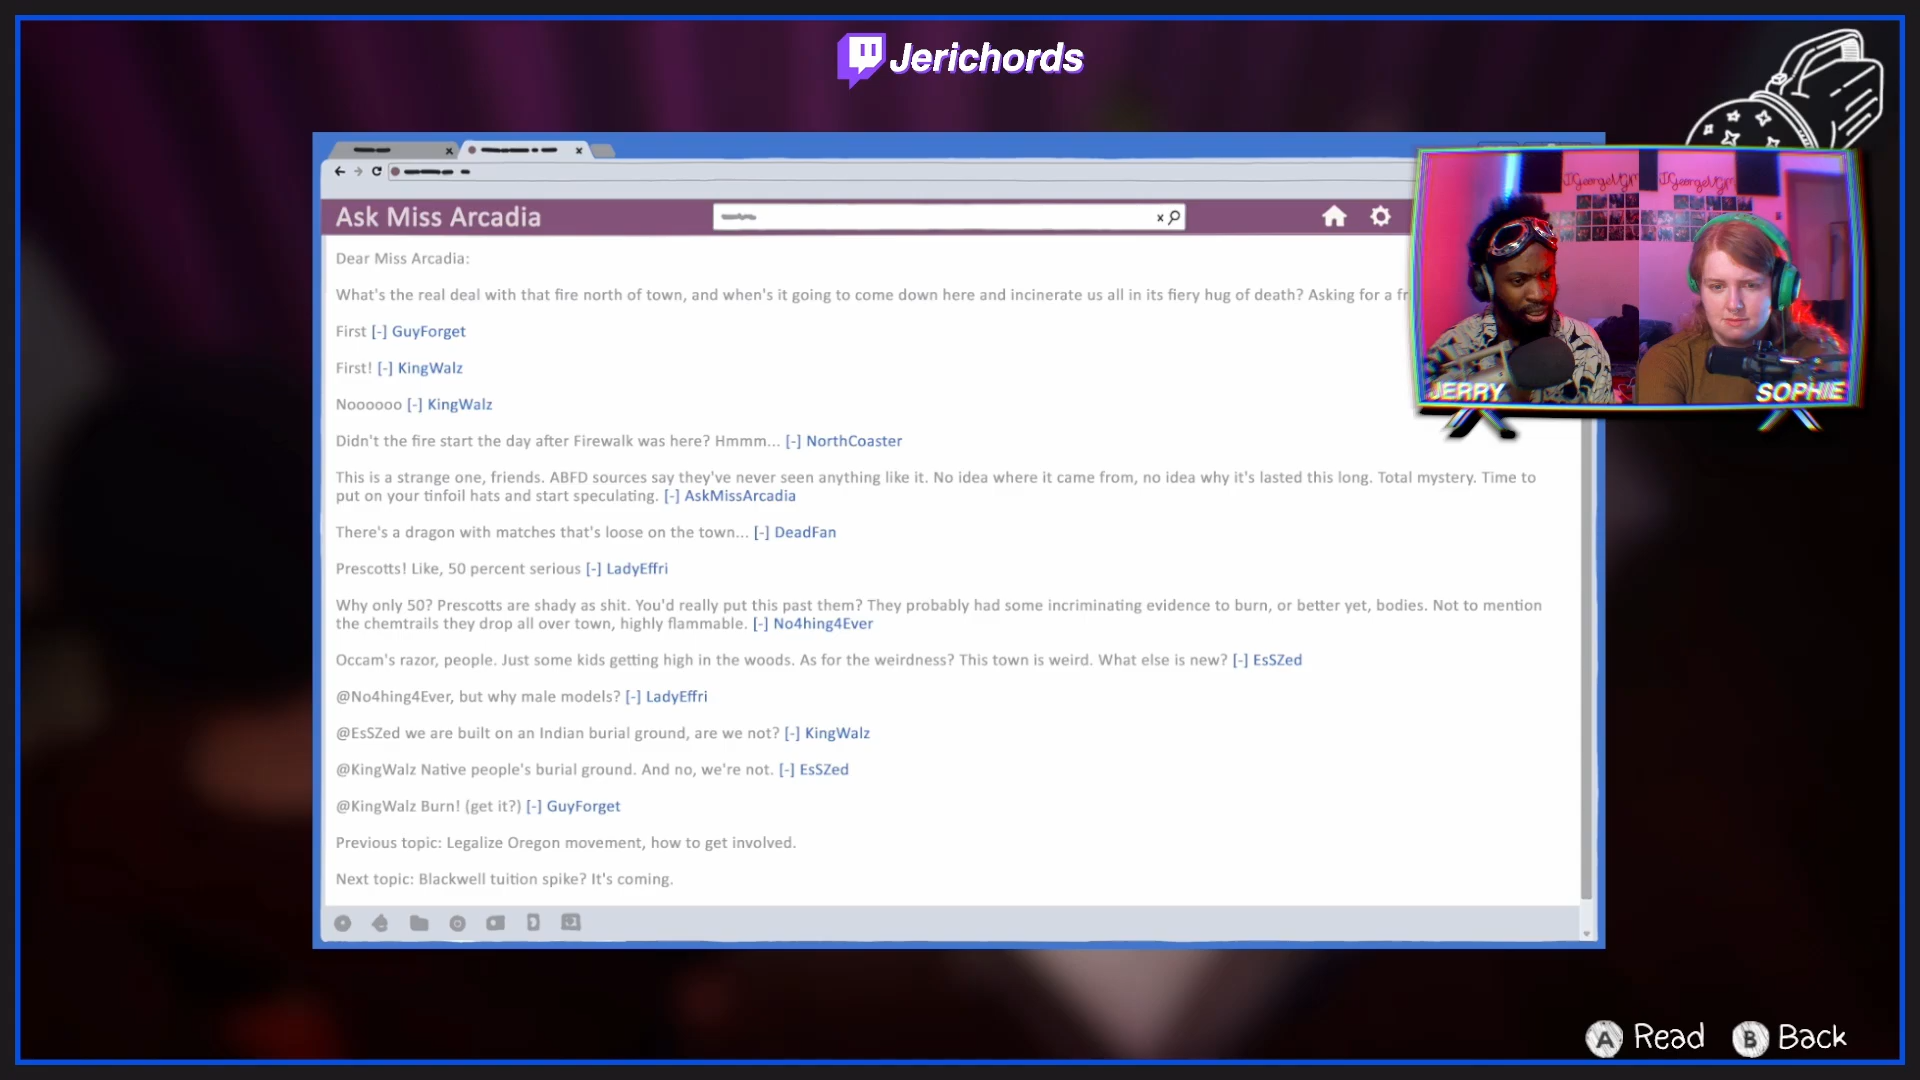 Jerichords
Ask Miss Arcadia
Dear Miss Arcadia:
What's the real deal with that fire north of town, and when's it going to come down here and incinerate us all in its fiery hug of death? Asking for a fr
First [-] GuyForget
First! [-] KingWalz
Noooooo [-] KingWalz
Didn't the fire start the day after Firewalk was here? Hmmm... [-] NorthCoaster
This is a strange one, friends. ABFD sources say they've never seen anything like it. No idea where it came from, no idea why it's lasted this long. Total mystery. Time to
put on your tinfoil hats and start speculating. [-] AskMissArcadia
There's a dragon with matches that's loose on the town... [-] DeadFan
Prescotts! Like, 50 percent serious [-] LadyEffri
Why only 50? Prescotts are shady as shit. You'd really put this past them? They probably had some incriminating evidence to burn, or better yet, bodies. Not to mention
the chemtrails they drop all over town, highly flammable. [-] No4hing4Ever
Occam's razor, people. Just some kids getting high in the woods. As for the weirdness? This town is weird. What else is new? [-] EsSZed
@No4hing4Ever, but why male models? [-] LadyEffri
@EsSZed we are built on an Indian burial ground, are we not? [-] KingWalz
@KingWalz Native people's burial ground. And no, we're not. [-] EsSZed
@KingWalz Burn! (get it?) [-] GuyForget
Previous topic: Legalize Oregon movement, how to get involved.
Next topic: Blackwell tuition spike? It's coming.
JGeorgeVGM
JGeorgeVGM
JERRY
SOPHIE
A Read B Back